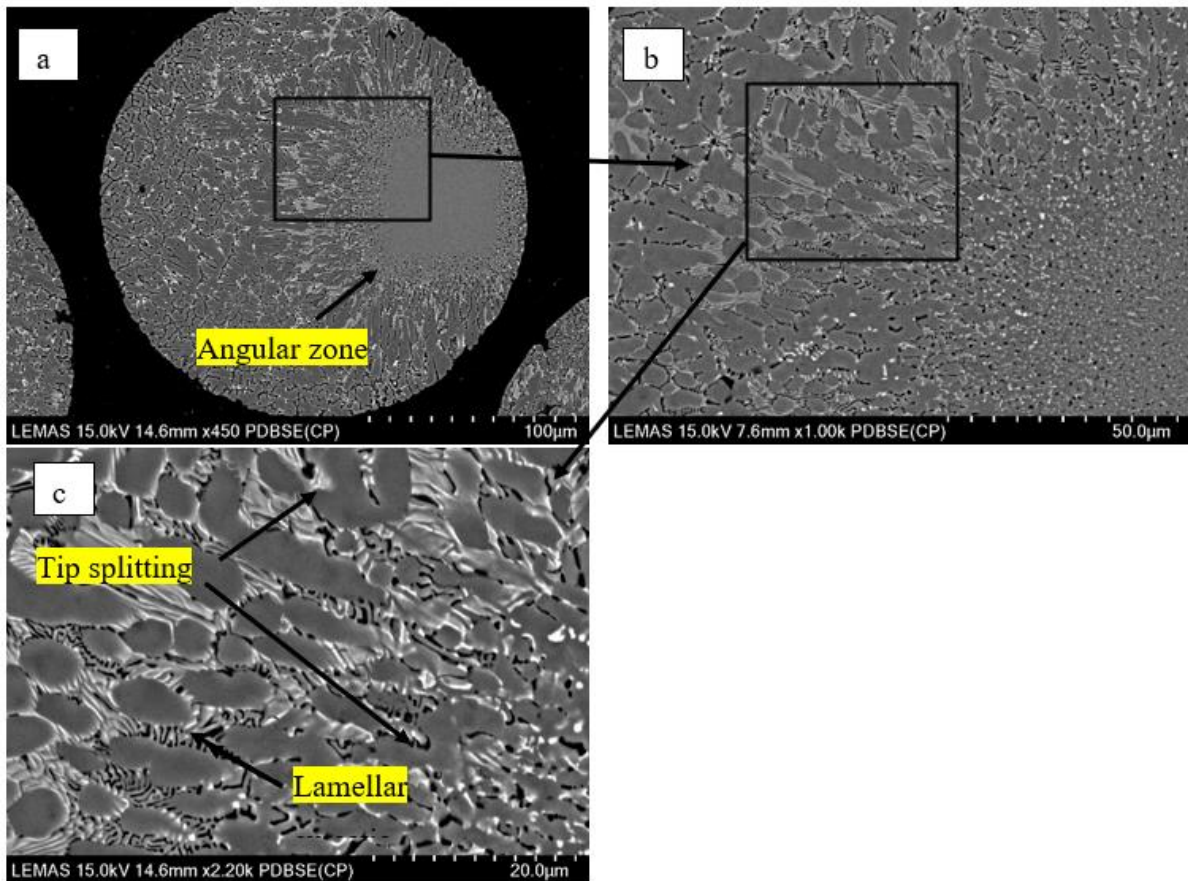 a
Angular zone
LEMAS 15.0kV 14.6mm x450 PDBSE(CP)
100µm
b
LEMAS 15.0kV 7.6mm x1.00k PDBSE(CP)
50.0µm
c
Tip splitting
Lamellar
LEMAS 15.0kV 14.6mm x2.20k PDBSE(CP)
20.0µm